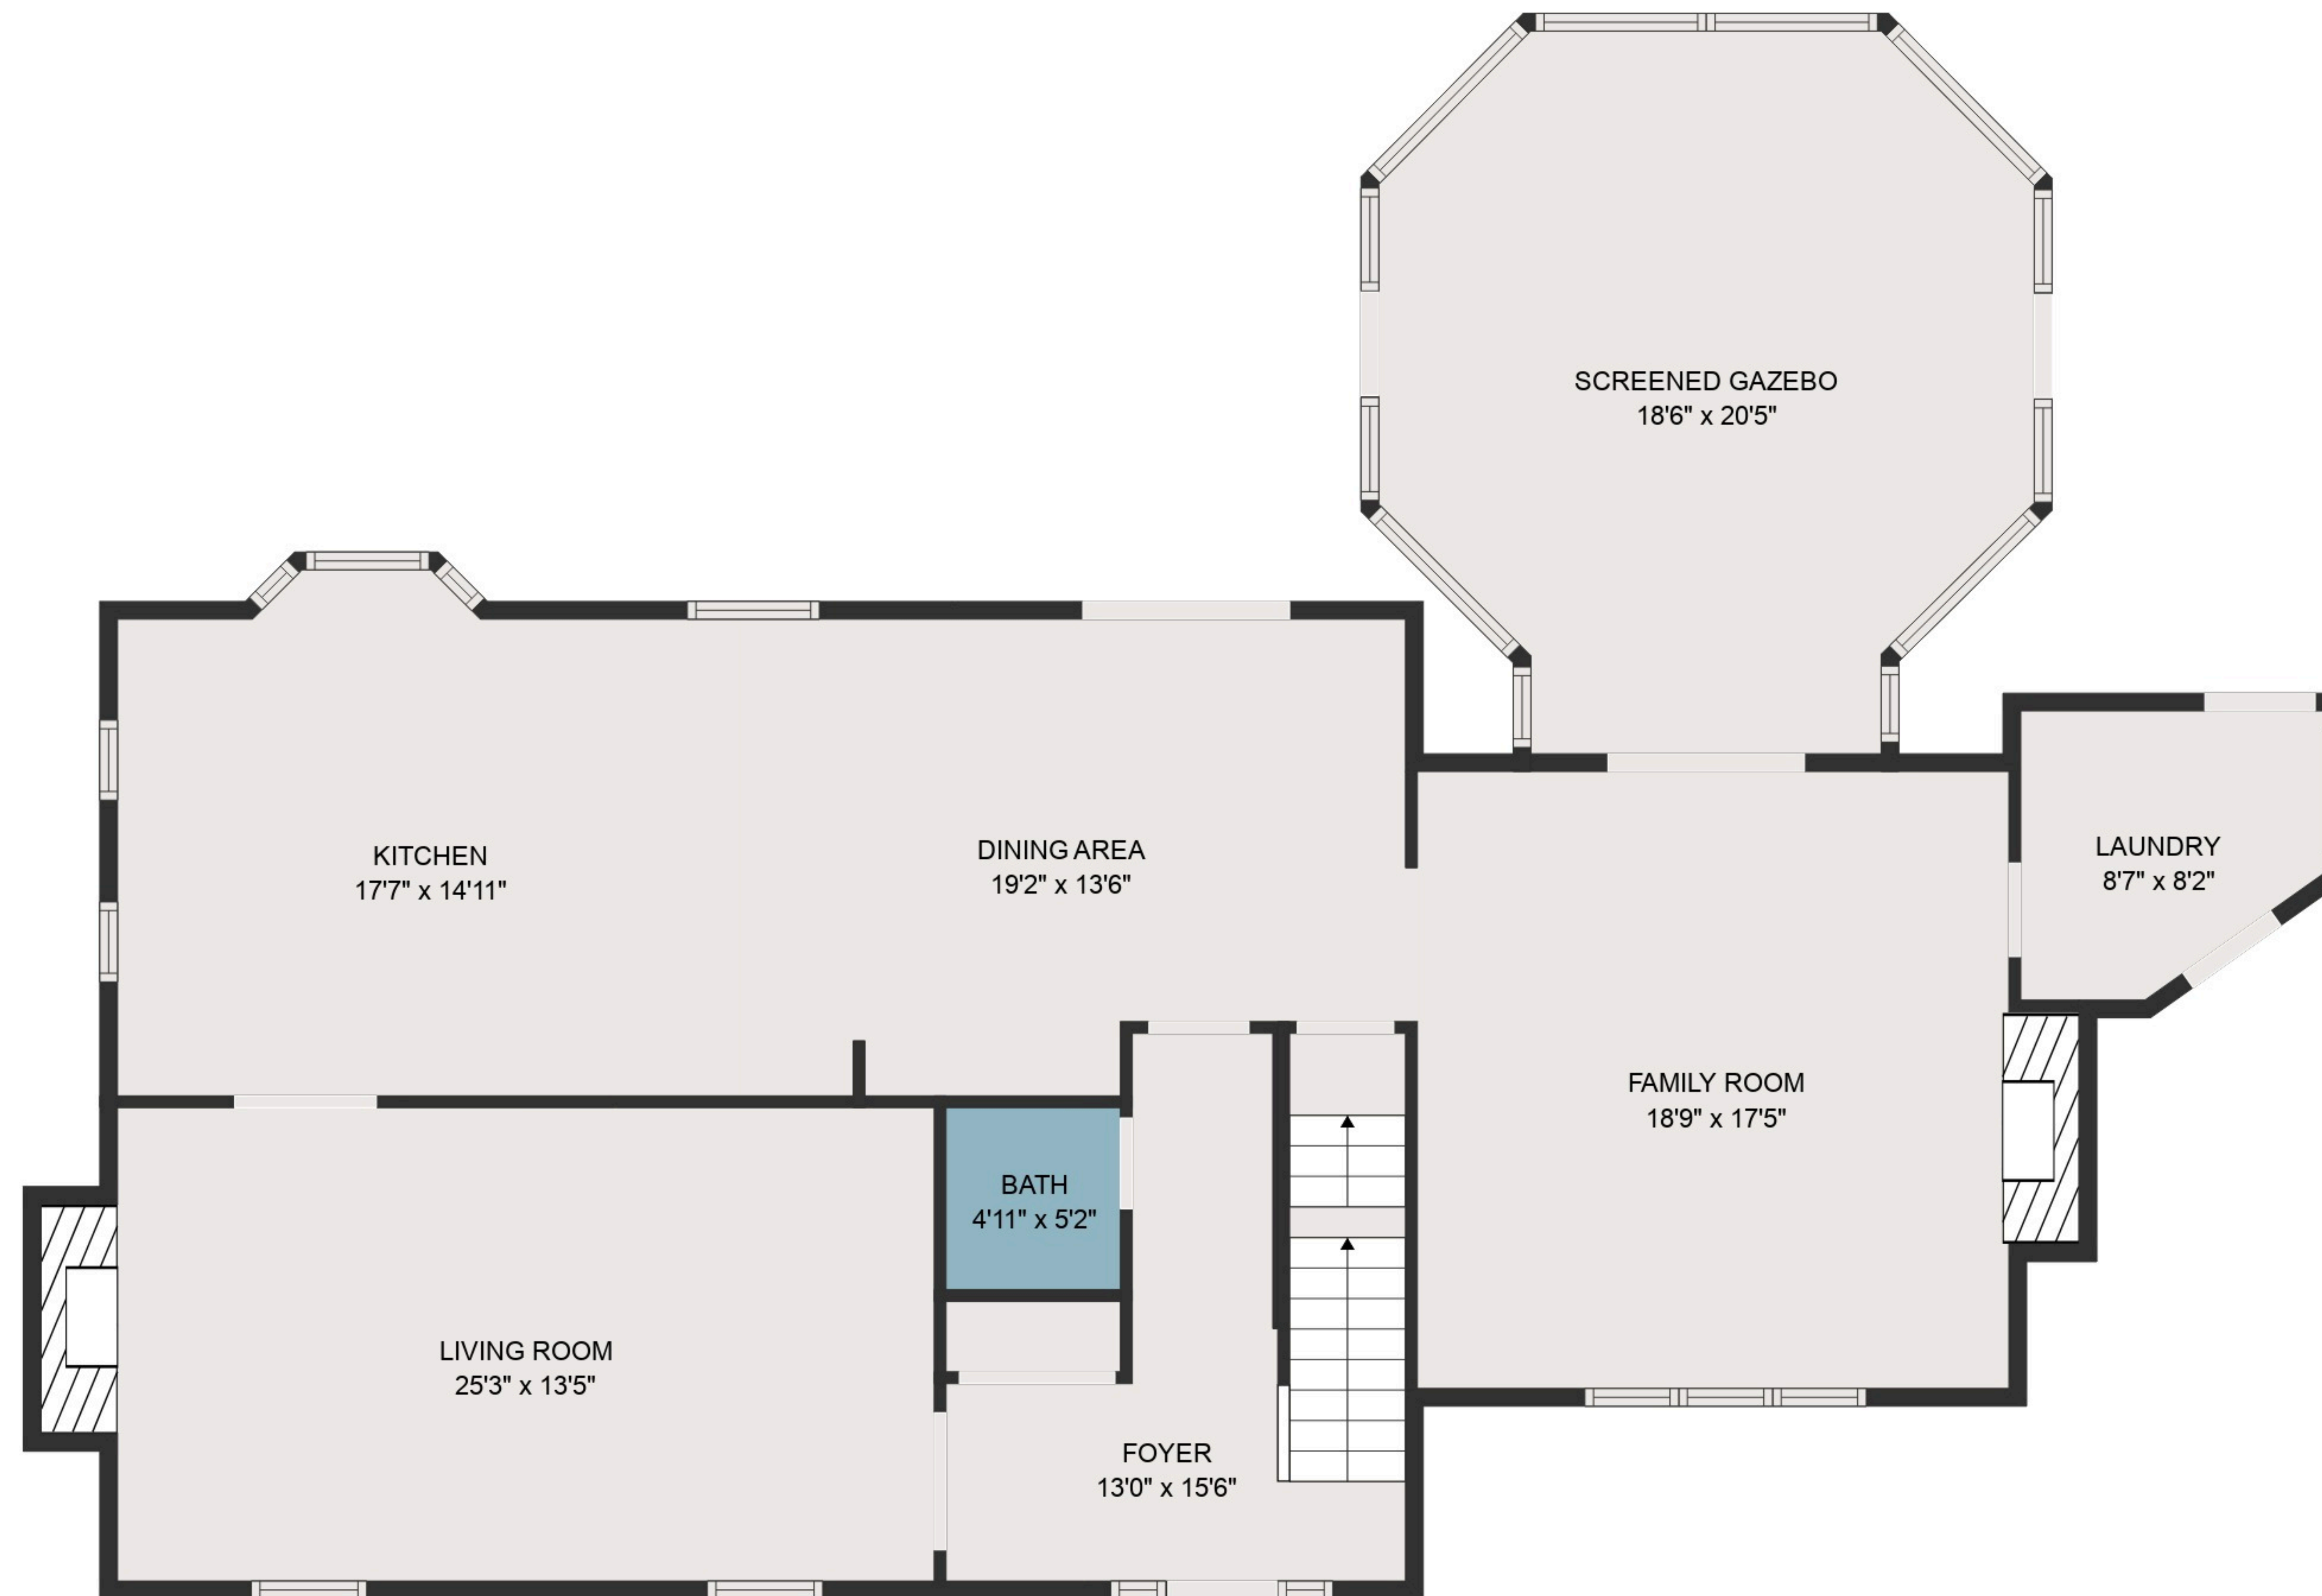 SCREENED GAZEBO
18'6" x 20'5"
KITCHEN
17'7" x 14'11"
DINING AREA
19'2" x 13'6"
LAUNDRY
8'7" x 8'2"
FAMILY ROOM
18'9" x 17'5"
BATH
4'11" x 5'2"
LIVING ROOM
25'3" x 13'5"
FOYER
13'0" x 15'6"